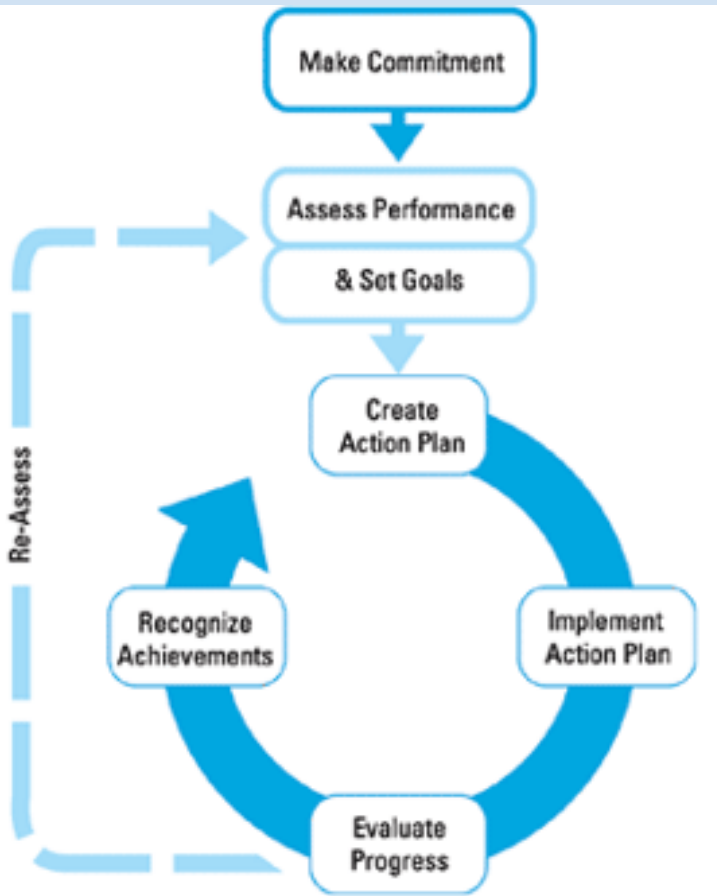 Make Commitment
Assess Performance
& Set Goals
Create
Action Plan
Re-Assess
Recognize
Achievements
Implement
Action Plan
Evaluate
Progress